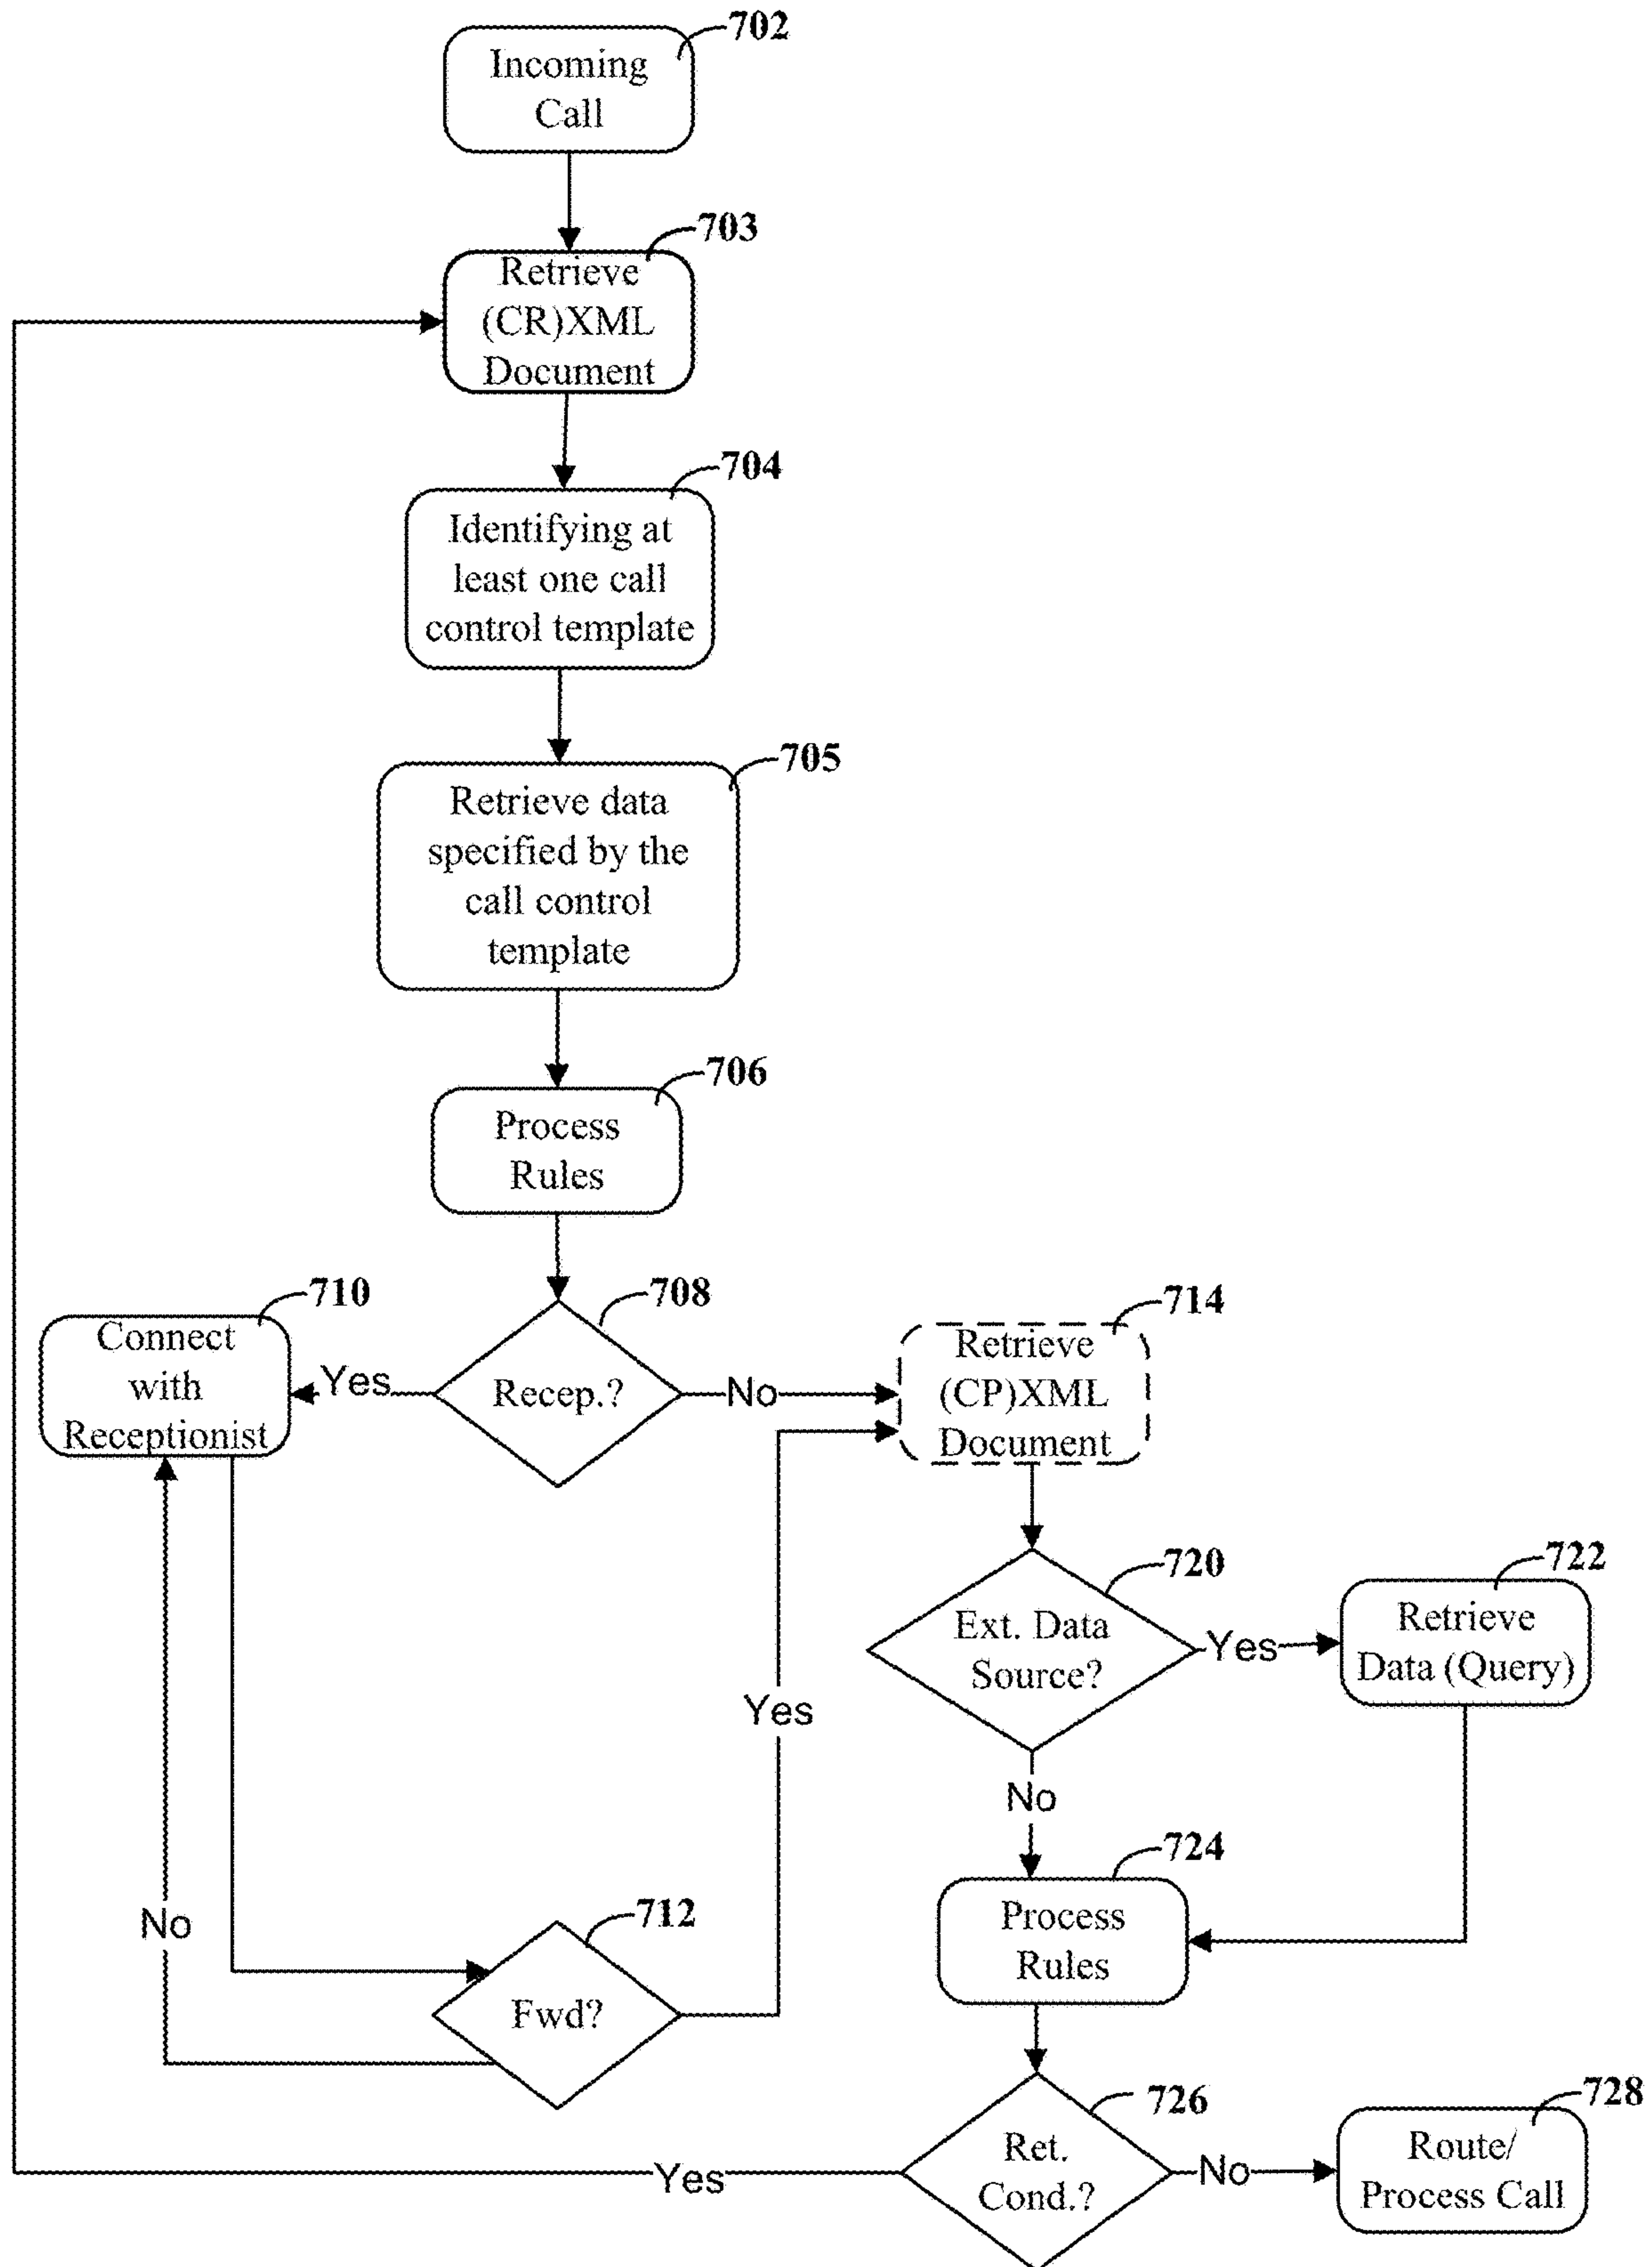 702
Incoming
Call
703
Retrieve
(CR)XML
Document
704
Identifying at
least one call
control template
705
Retrieve data
specified by the
call control
template
706
Process
Rules
710
Connect
with
Receptionist
Yes
708
Recep.?
No
714
Retrieve
(CP)XML
Document
720
Ext. Data
Source?
Yes
722
Retrieve
Data (Query)
Yes
No
No
712
Fwd?
724
Process
Rules
726
Ret.
Cond.?
Yes
No
728
Route/
Process Call